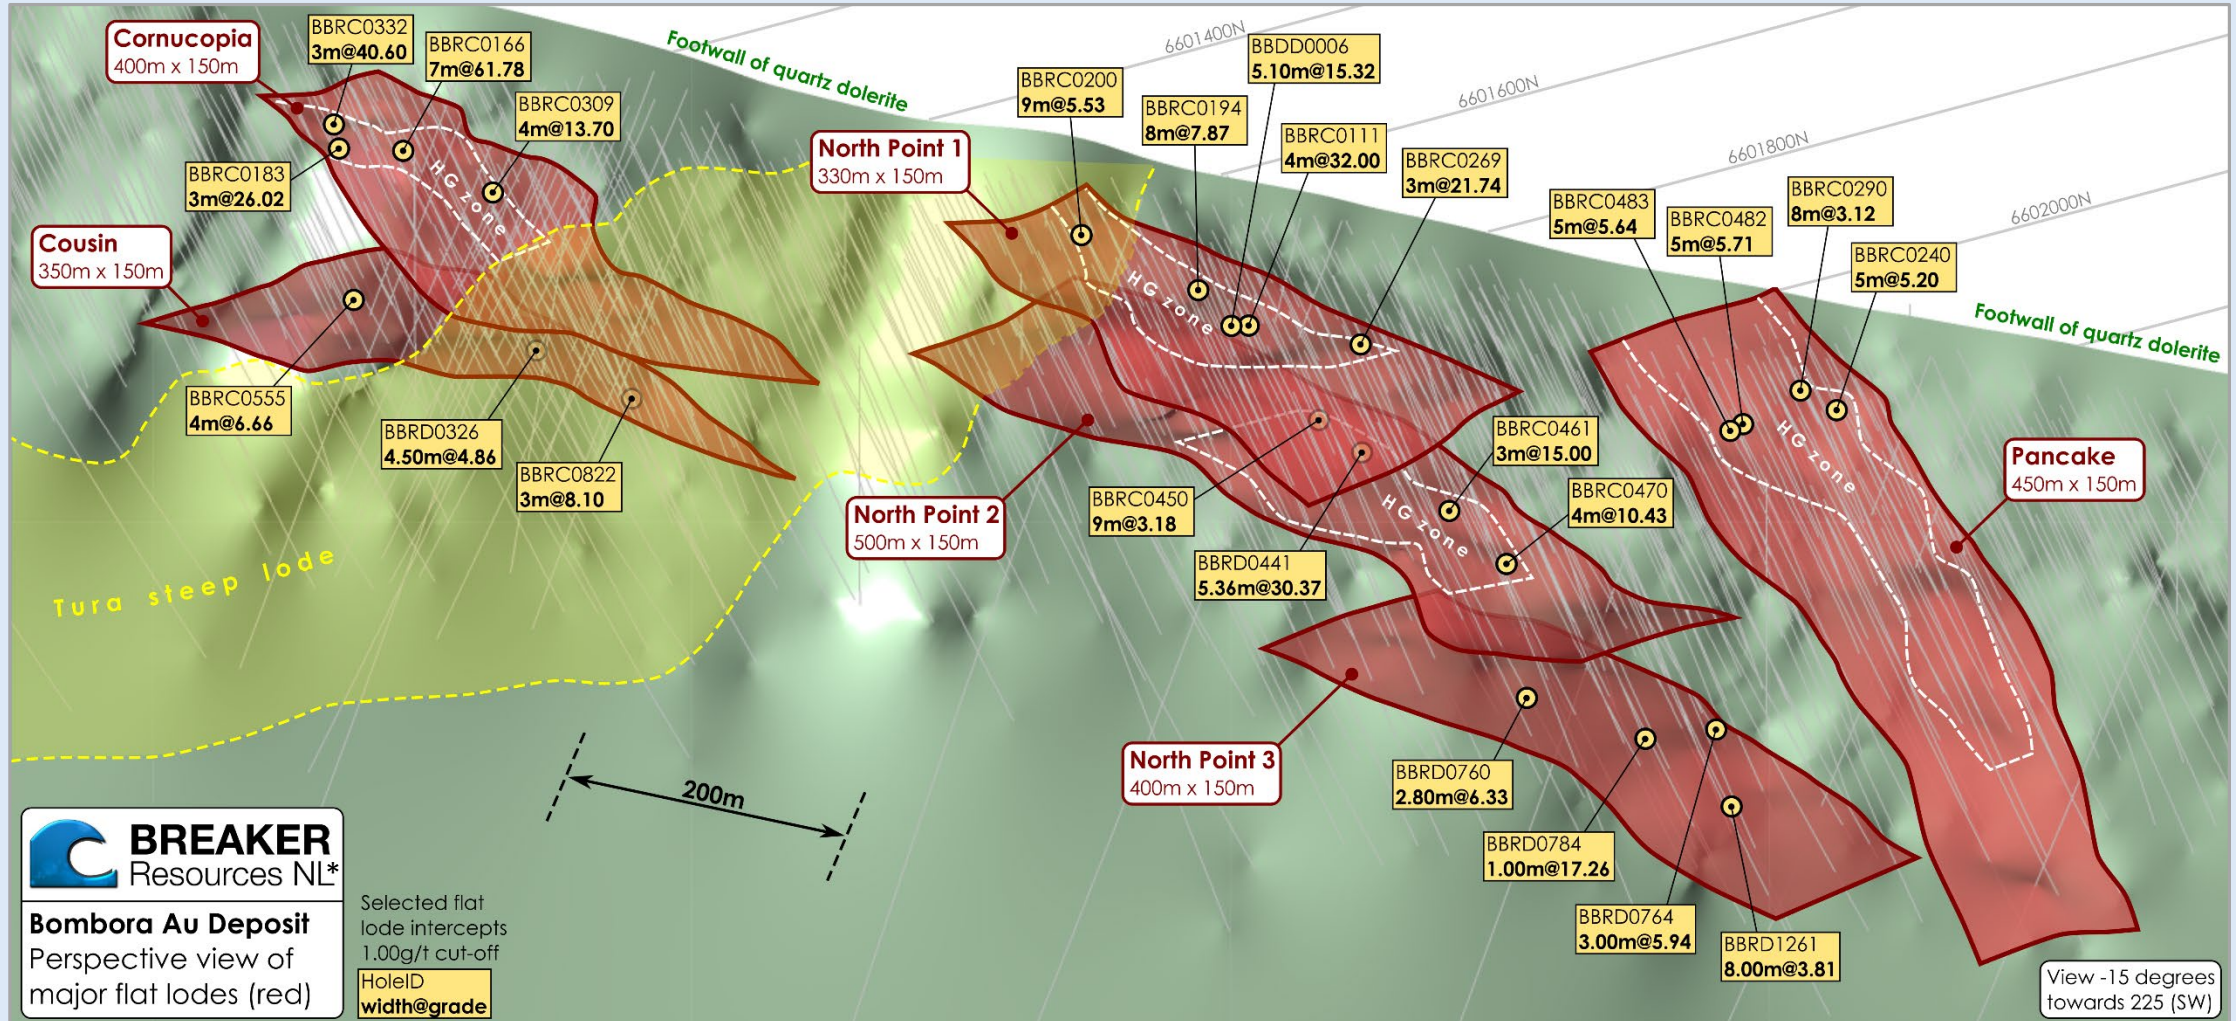 Cornucopia
400m x 150m
BBRC0332
3m@40.60
BBRC0166
7m@61.78
BBRC0309
4m@13.70
BBRC0183
3m@26.02
HG zone
Cousin
350m x 150m
BBRC0555
4m@6.66
BBRD0326
4.50m@4.86
BBRC0822
3m@8.10
Tura steep lode
Footwall of quartz dolerite
6601400N
6601600N
6601800N
6602000N
North Point 1
330m x 150m
BBRC0200
9m@5.53
BBRC0194
8m@7.87
BBDD0006
5.10m@15.32
BBRC0111
4m@32.00
BBRC0269
3m@21.74
HG zone
North Point 2
500m x 150m
BBRC0450
9m@3.18
BBRD0441
5.36m@30.37
BBRC0461
3m@15.00
BBRC0470
4m@10.43
HG zone
North Point 3
400m x 150m
BBRD0760
2.80m@6.33
BBRD0784
1.00m@17.26
BBRD0764
3.00m@5.94
BBRD1261
8.00m@3.81
BBRC0483
5m@5.64
BBRC0482
5m@5.71
BBRC0290
8m@3.12
BBRC0240
5m@5.20
HG zone
Pancake
450m x 150m
Footwall of quartz dolerite
200m
BREAKER
Resources NL*
Bombora Au Deposit
Perspective view of
major flat lodes (red)
Selected flat
lode intercepts
1.00g/t cut-off
HoleID
width@grade
View -15 degrees
towards 225 (SW)